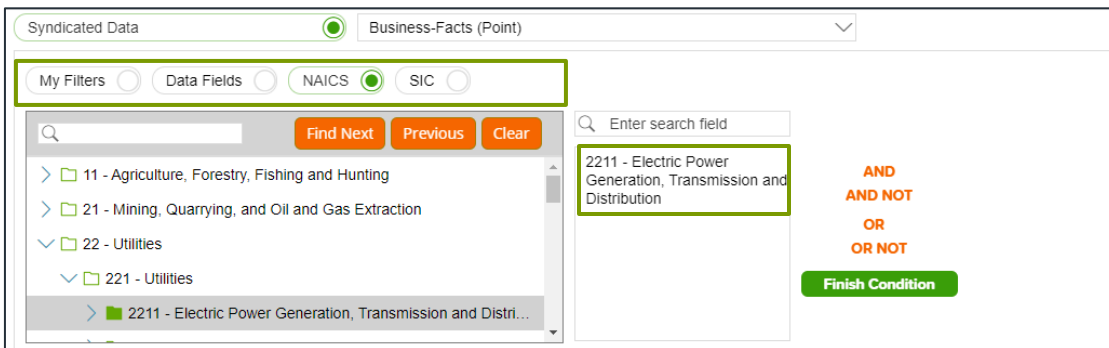 Syndicated Data
Business-Facts (Point)
My Filters
Data Fields
NAICS
SIC
Find Next
Previous
Clear
Enter search field
11 - Agriculture, Forestry, Fishing and Hunting
21 - Mining, Quarrying, and Oil and Gas Extraction
22 - Utilities
221 - Utilities
2211 - Electric Power Generation, Transmission and Distri...
2211 - Electric Power
Generation, Transmission and
Distribution
AND
AND NOT
OR
OR NOT
Finish Condition